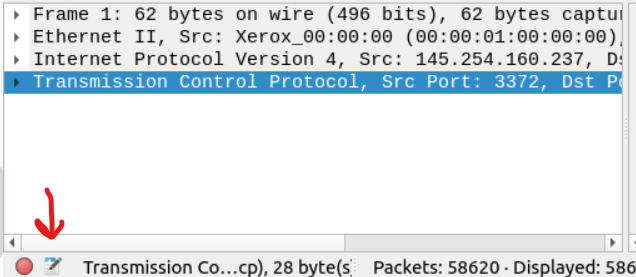 Frame 1: 62 bytes on wire (496 bits), 62 bytes captu
Ethernet II, Src: Xerox_00:00:00 (00:00:01:00:00:00),
Internet Protocol Version 4, Src: 145.254.160.237, Ds
Transmission Control Protocol, Src Port: 3372, Dst Po
Transmission Co...cp), 28 byte(s) Packets: 58620 · Displayed: 586